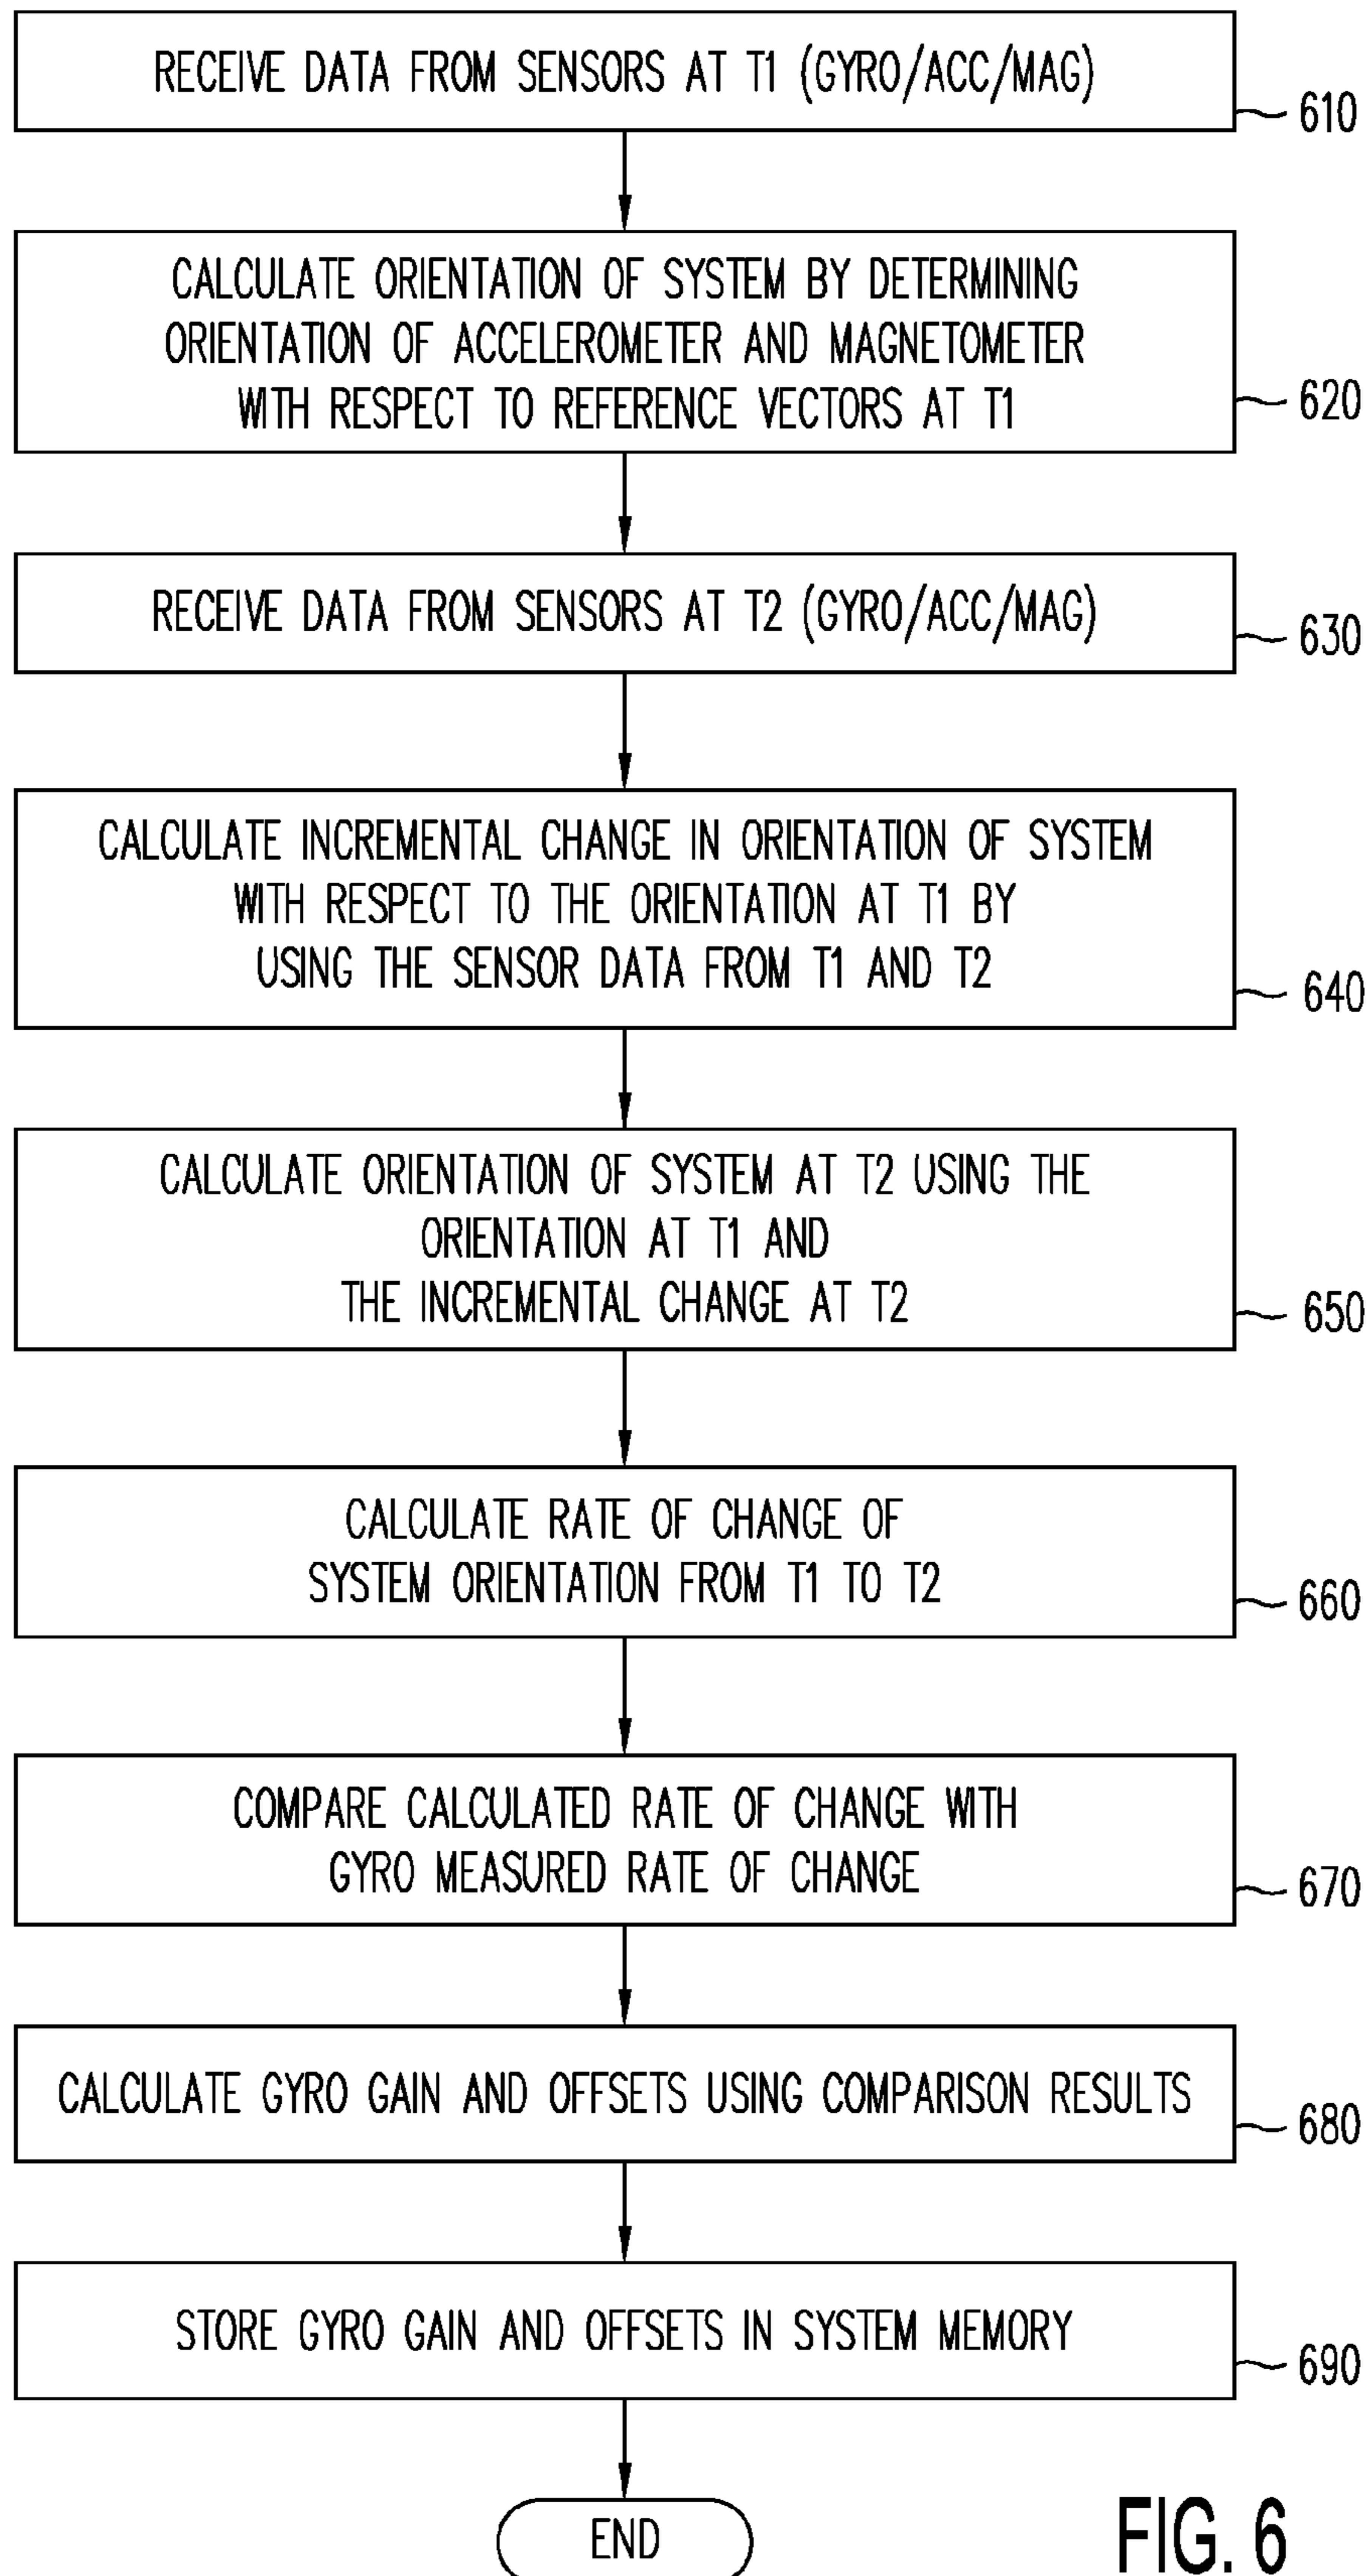 RECEIVE DATA FROM SENSORS AT T1 (GYRO/ACC/MAG)
610
CALCULATE ORIENTATION OF SYSTEM BY DETERMINING
ORIENTATION OF ACCELEROMETER AND MAGNETOMETER
WITH RESPECT TO REFERENCE VECTORS AT T1
620
RECEIVE DATA FROM SENSORS AT T2 (GYRO/ACC/MAG)
630
CALCULATE INCREMENTAL CHANGE IN ORIENTATION OF SYSTEM
WITH RESPECT TO THE ORIENTATION AT T1 BY
USING THE SENSOR DATA FROM T1 AND T2
640
CALCULATE ORIENTATION OF SYSTEM AT T2 USING THE
ORIENTATION AT T1 AND
THE INCREMENTAL CHANGE AT T2
650
CALCULATE RATE OF CHANGE OF
SYSTEM ORIENTATION FROM T1 TO T2
660
COMPARE CALCULATED RATE OF CHANGE WITH
GYRO MEASURED RATE OF CHANGE
670
CALCULATE GYRO GAIN AND OFFSETS USING COMPARISON RESULTS
680
STORE GYRO GAIN AND OFFSETS IN SYSTEM MEMORY
690
END
FIG. 6